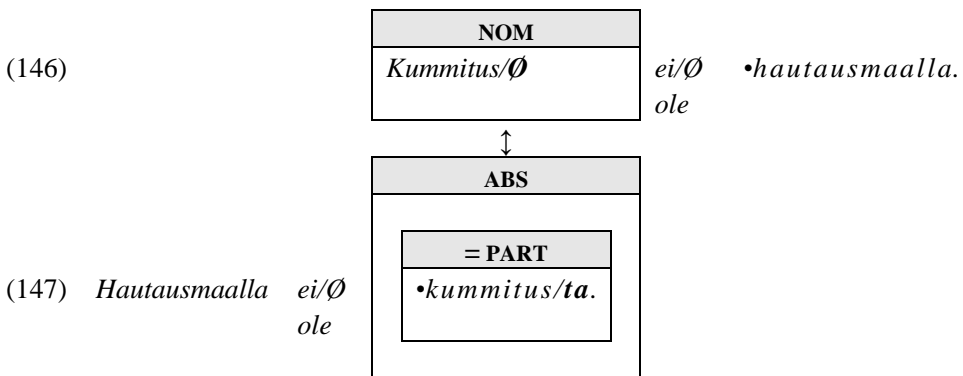 NOM
(146) Kummitus/Ø ei/Ø •hautausmaalla.
ole
↕
ABS
= PART
(147) Hautausmaalla ei/Ø •kummitus/ta.
ole